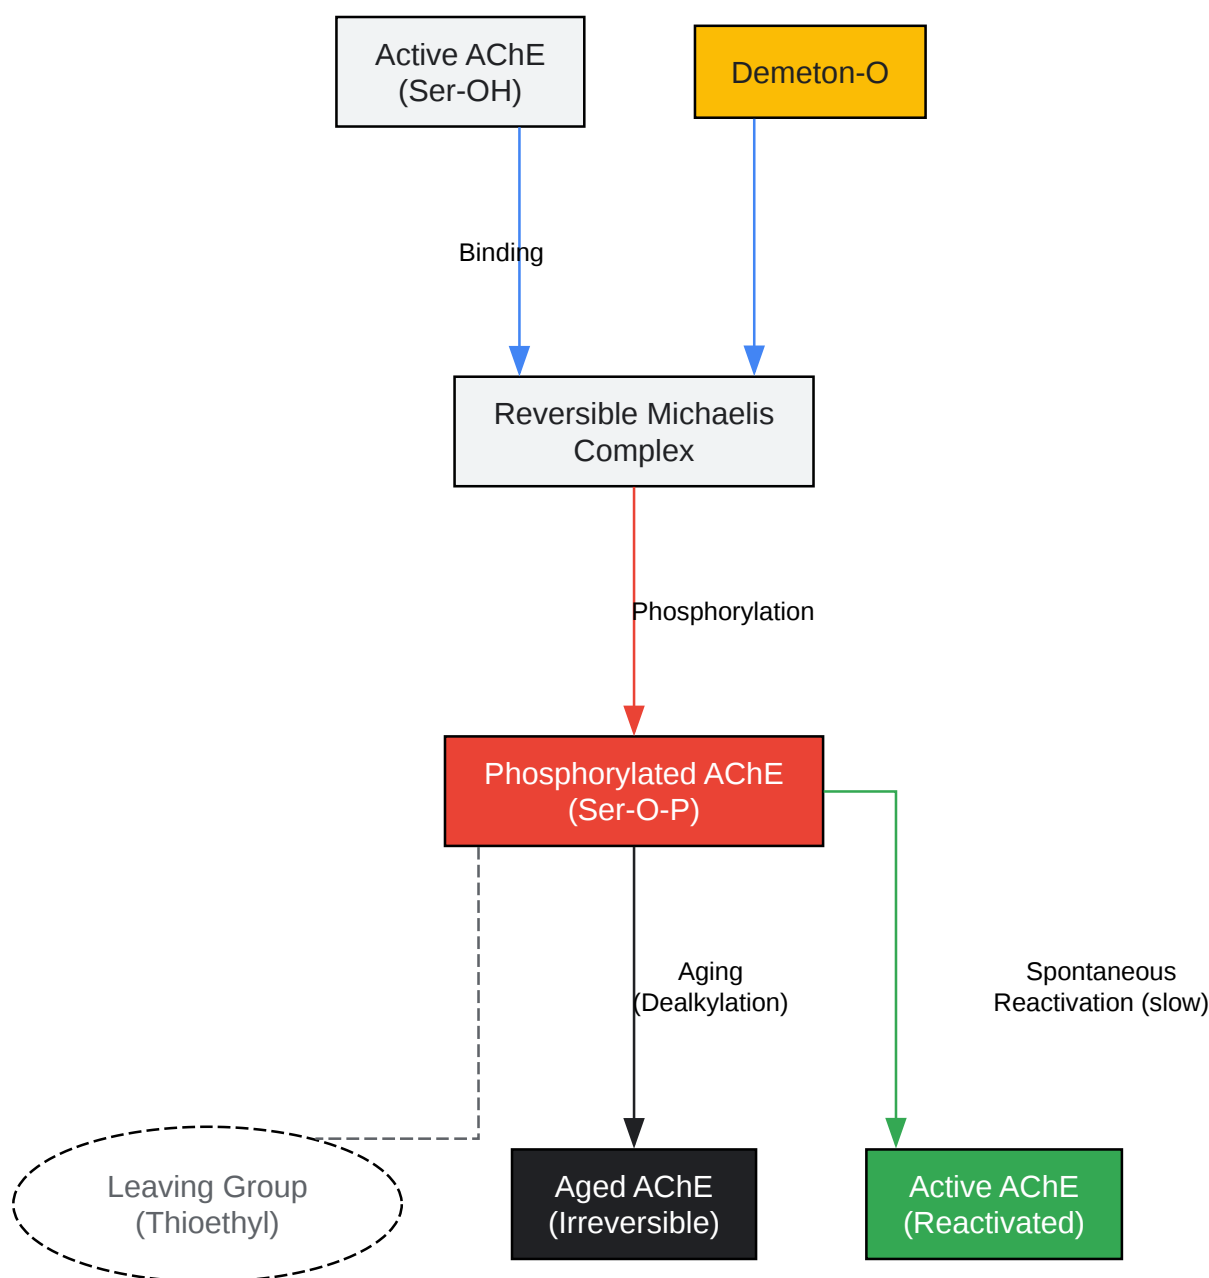 Active AChE
(Ser-OH)
Demeton-O
Binding
Reversible Michaelis
Complex
Phosphorylation
Phosphorylated AChE
(Ser-O-P)
Aging
(Dealkylation)
Spontaneous
Reactivation (slow)
Leaving Group
(Thioethyl)
Aged AChE
(Irreversible)
Active AChE
(Reactivated)